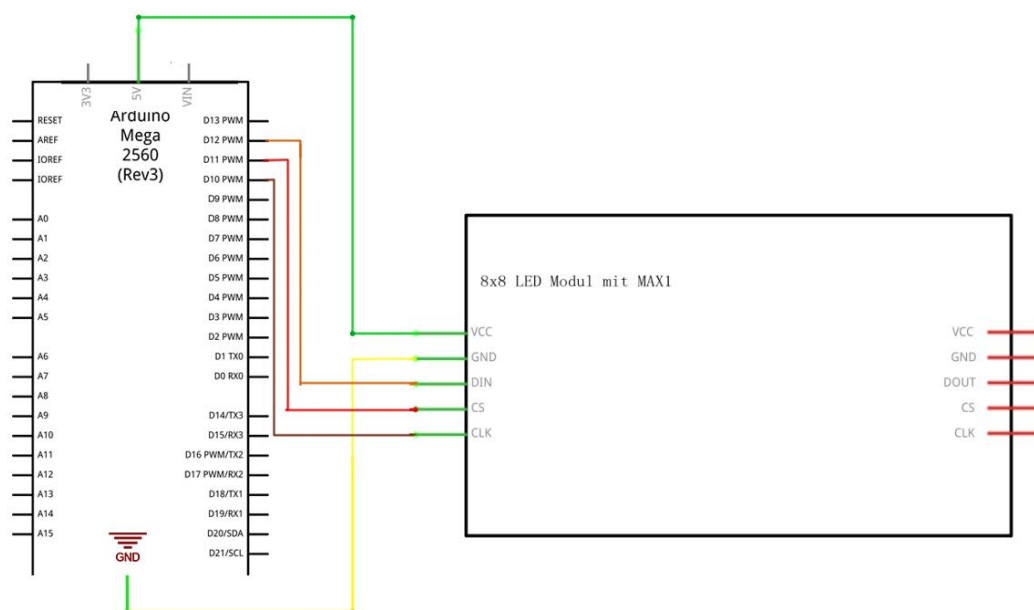 3V3
5V
VIN
Arduino
Mega
2560
(Rev3)
RESET
AREF
IOREF
IOREF
A0
A1
A2
A3
A4
A5
A6
A7
A8
A9
A10
A11
A12
A13
A14
A15
D13 PWM
D12 PWM
D11 PWM
D10 PWM
D9 PWM
D8 PWM
D7 PWM
D6 PWM
D5 PWM
D4 PWM
D3 PWM
D2 PWM
D1 TX0
D0 RX0
D14/TX3
D15/RX3
D16 PWM/TX2
D17 PWM/RX2
D18/TX1
D19/RX1
D20/SDA
D21/SCL
GND
8x8 LED Modul mit MAX1
VCC
GND
DIN
CS
CLK
VCC
GND
DOUT
CS
CLK